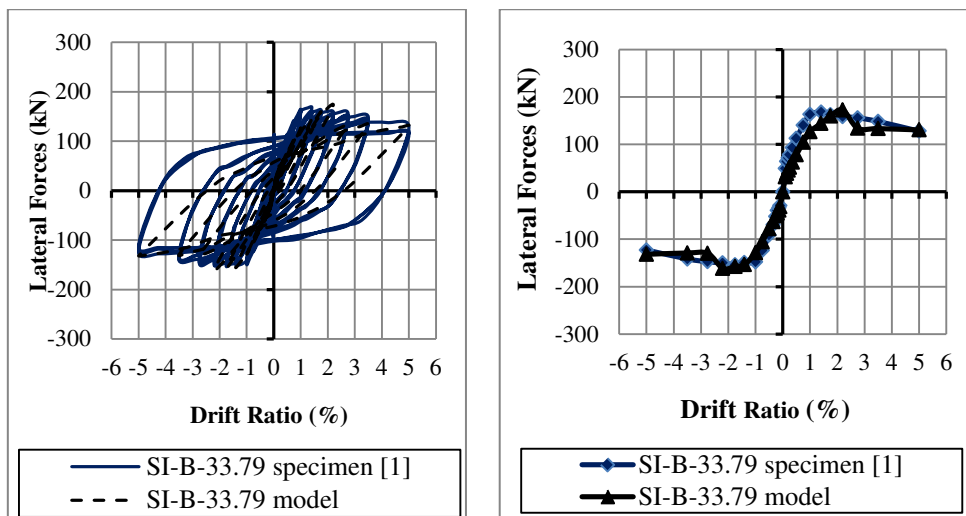 300
200
100
0
-100
-200
-300
Lateral Forces (kN)
-6 -5 -4 -3 -2 -1 0 1 2 3 4 5 6
Drift Ratio (%)
SI-B-33.79 specimen [1]
SI-B-33.79 model
300
200
100
0
-100
-200
-300
Lateral Forces (kN)
-6 -5 -4 -3 -2 -1 0 1 2 3 4 5 6
Drift Ratio (%)
SI-B-33.79 specimen [1]
SI-B-33.79 model